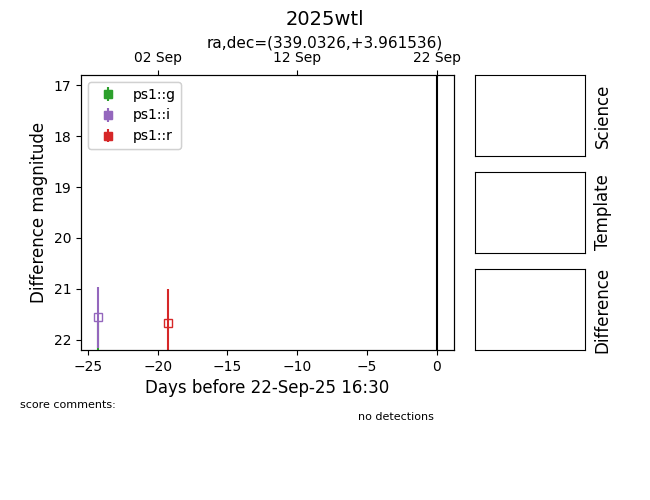 2025wtl
ra,dec=(339.0326,+3.961536)
02 Sep
12 Sep
22 Sep
17
18
19
20
21
22
Difference magnitude
ps1::g
ps1::i
ps1::r
−25
−20
−15
−10
−5
0
Days before 22-Sep-25 16:30
Science
Template
Difference
score comments:
no detections